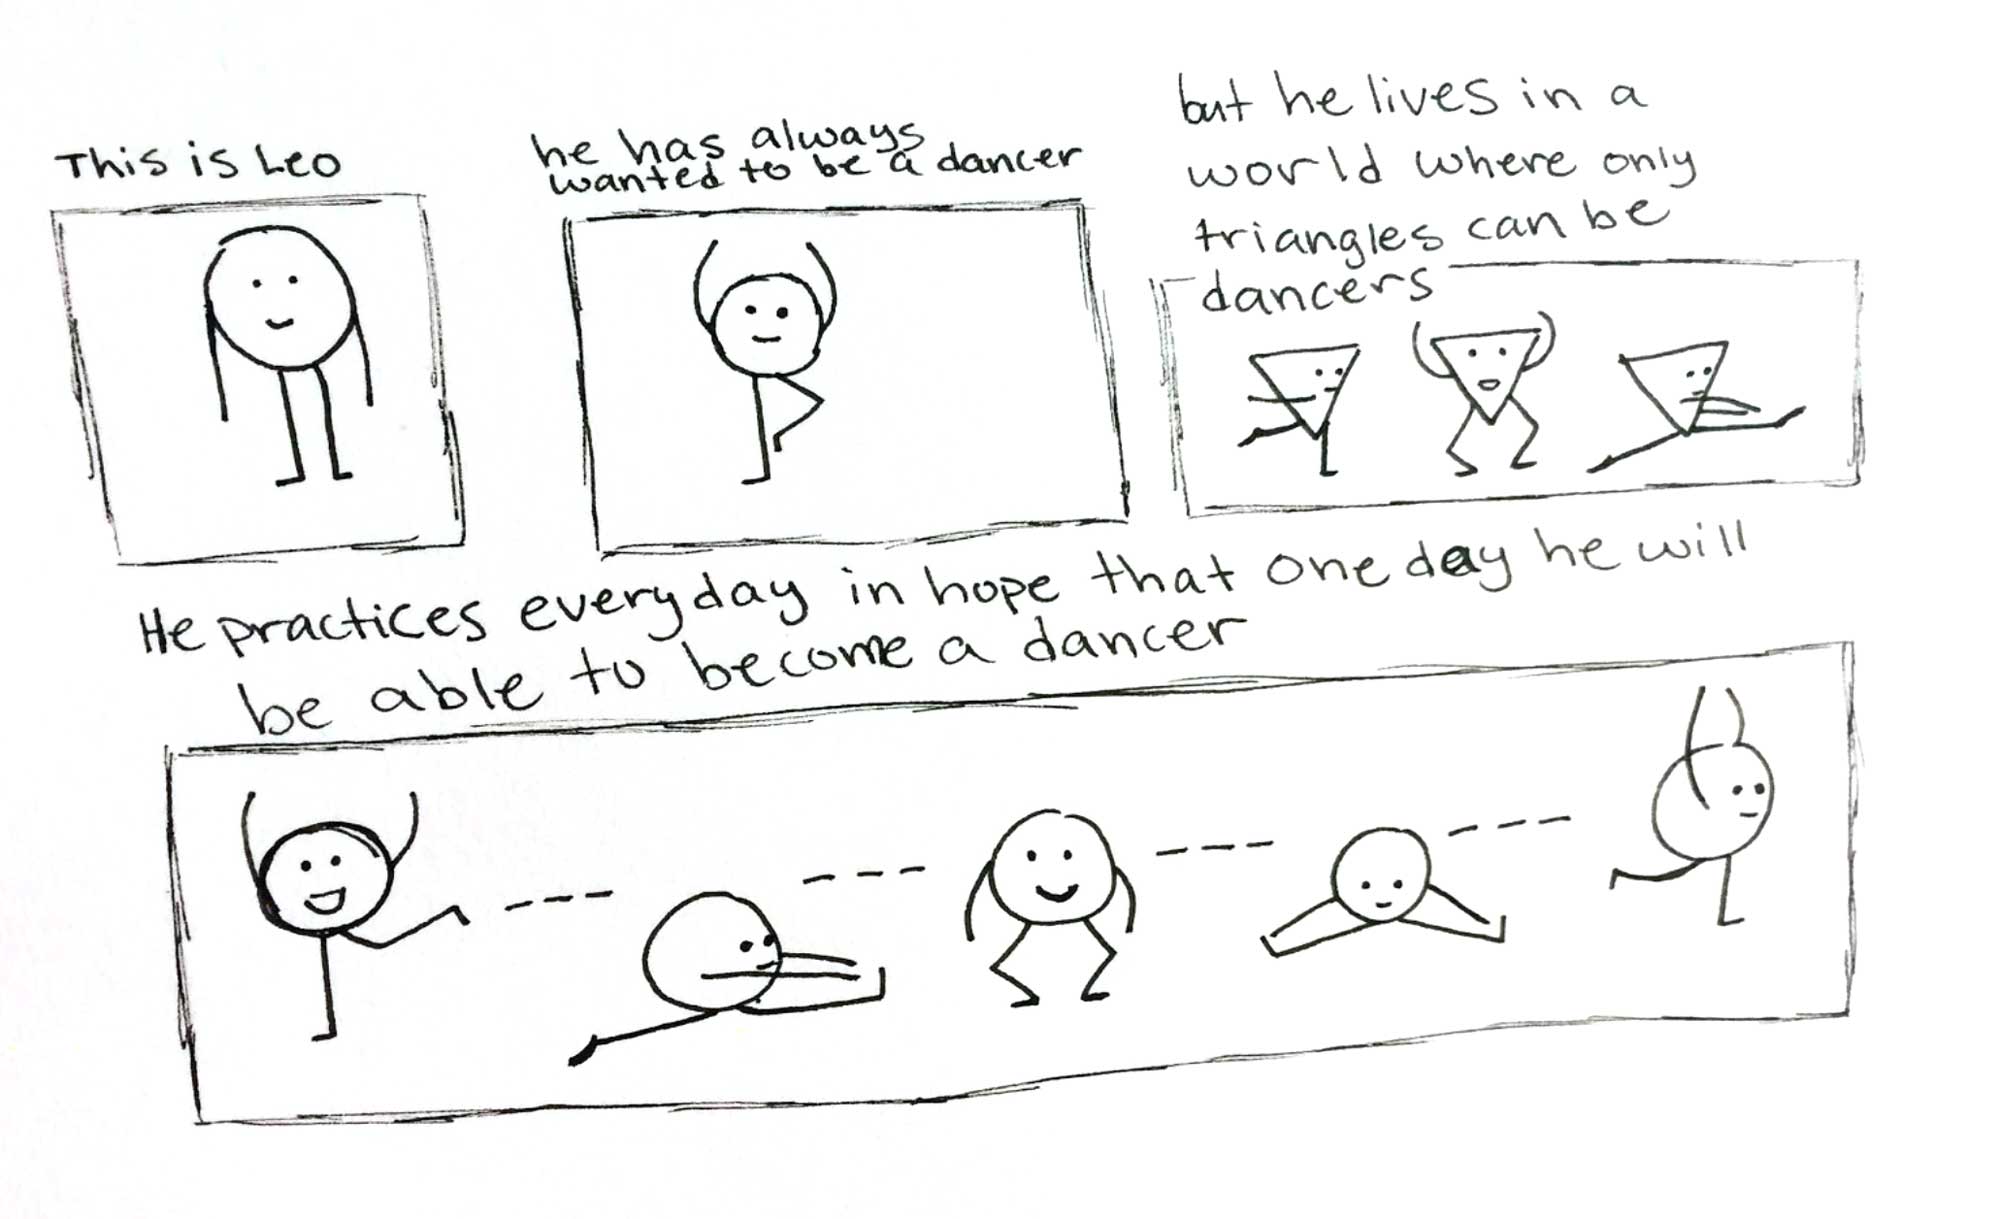 This is Leo
he has always
wanted to be a dancer
but he lives in a
world where only
triangles can be
dancers
He practices everyday in hope that one day he will
be able to become a dancer